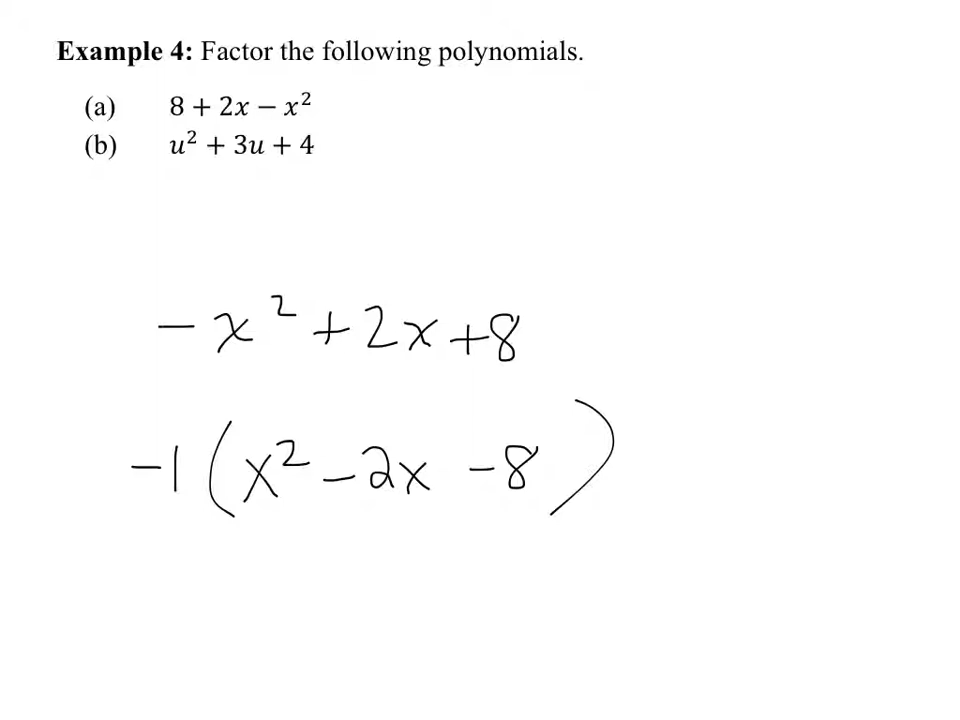 Example 4: Factor the following polynomials.
(a) 8 + 2x − x²
(b) u² + 3u + 4
−x² + 2x + 8
−1(x² − 2x − 8)